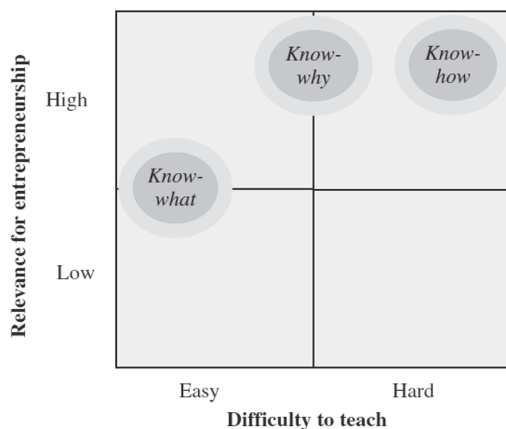 Know-
why
Know-
how
High
Know-
what
Low
Relevance for entrepreneurship
Easy
Hard
Difficulty to teach